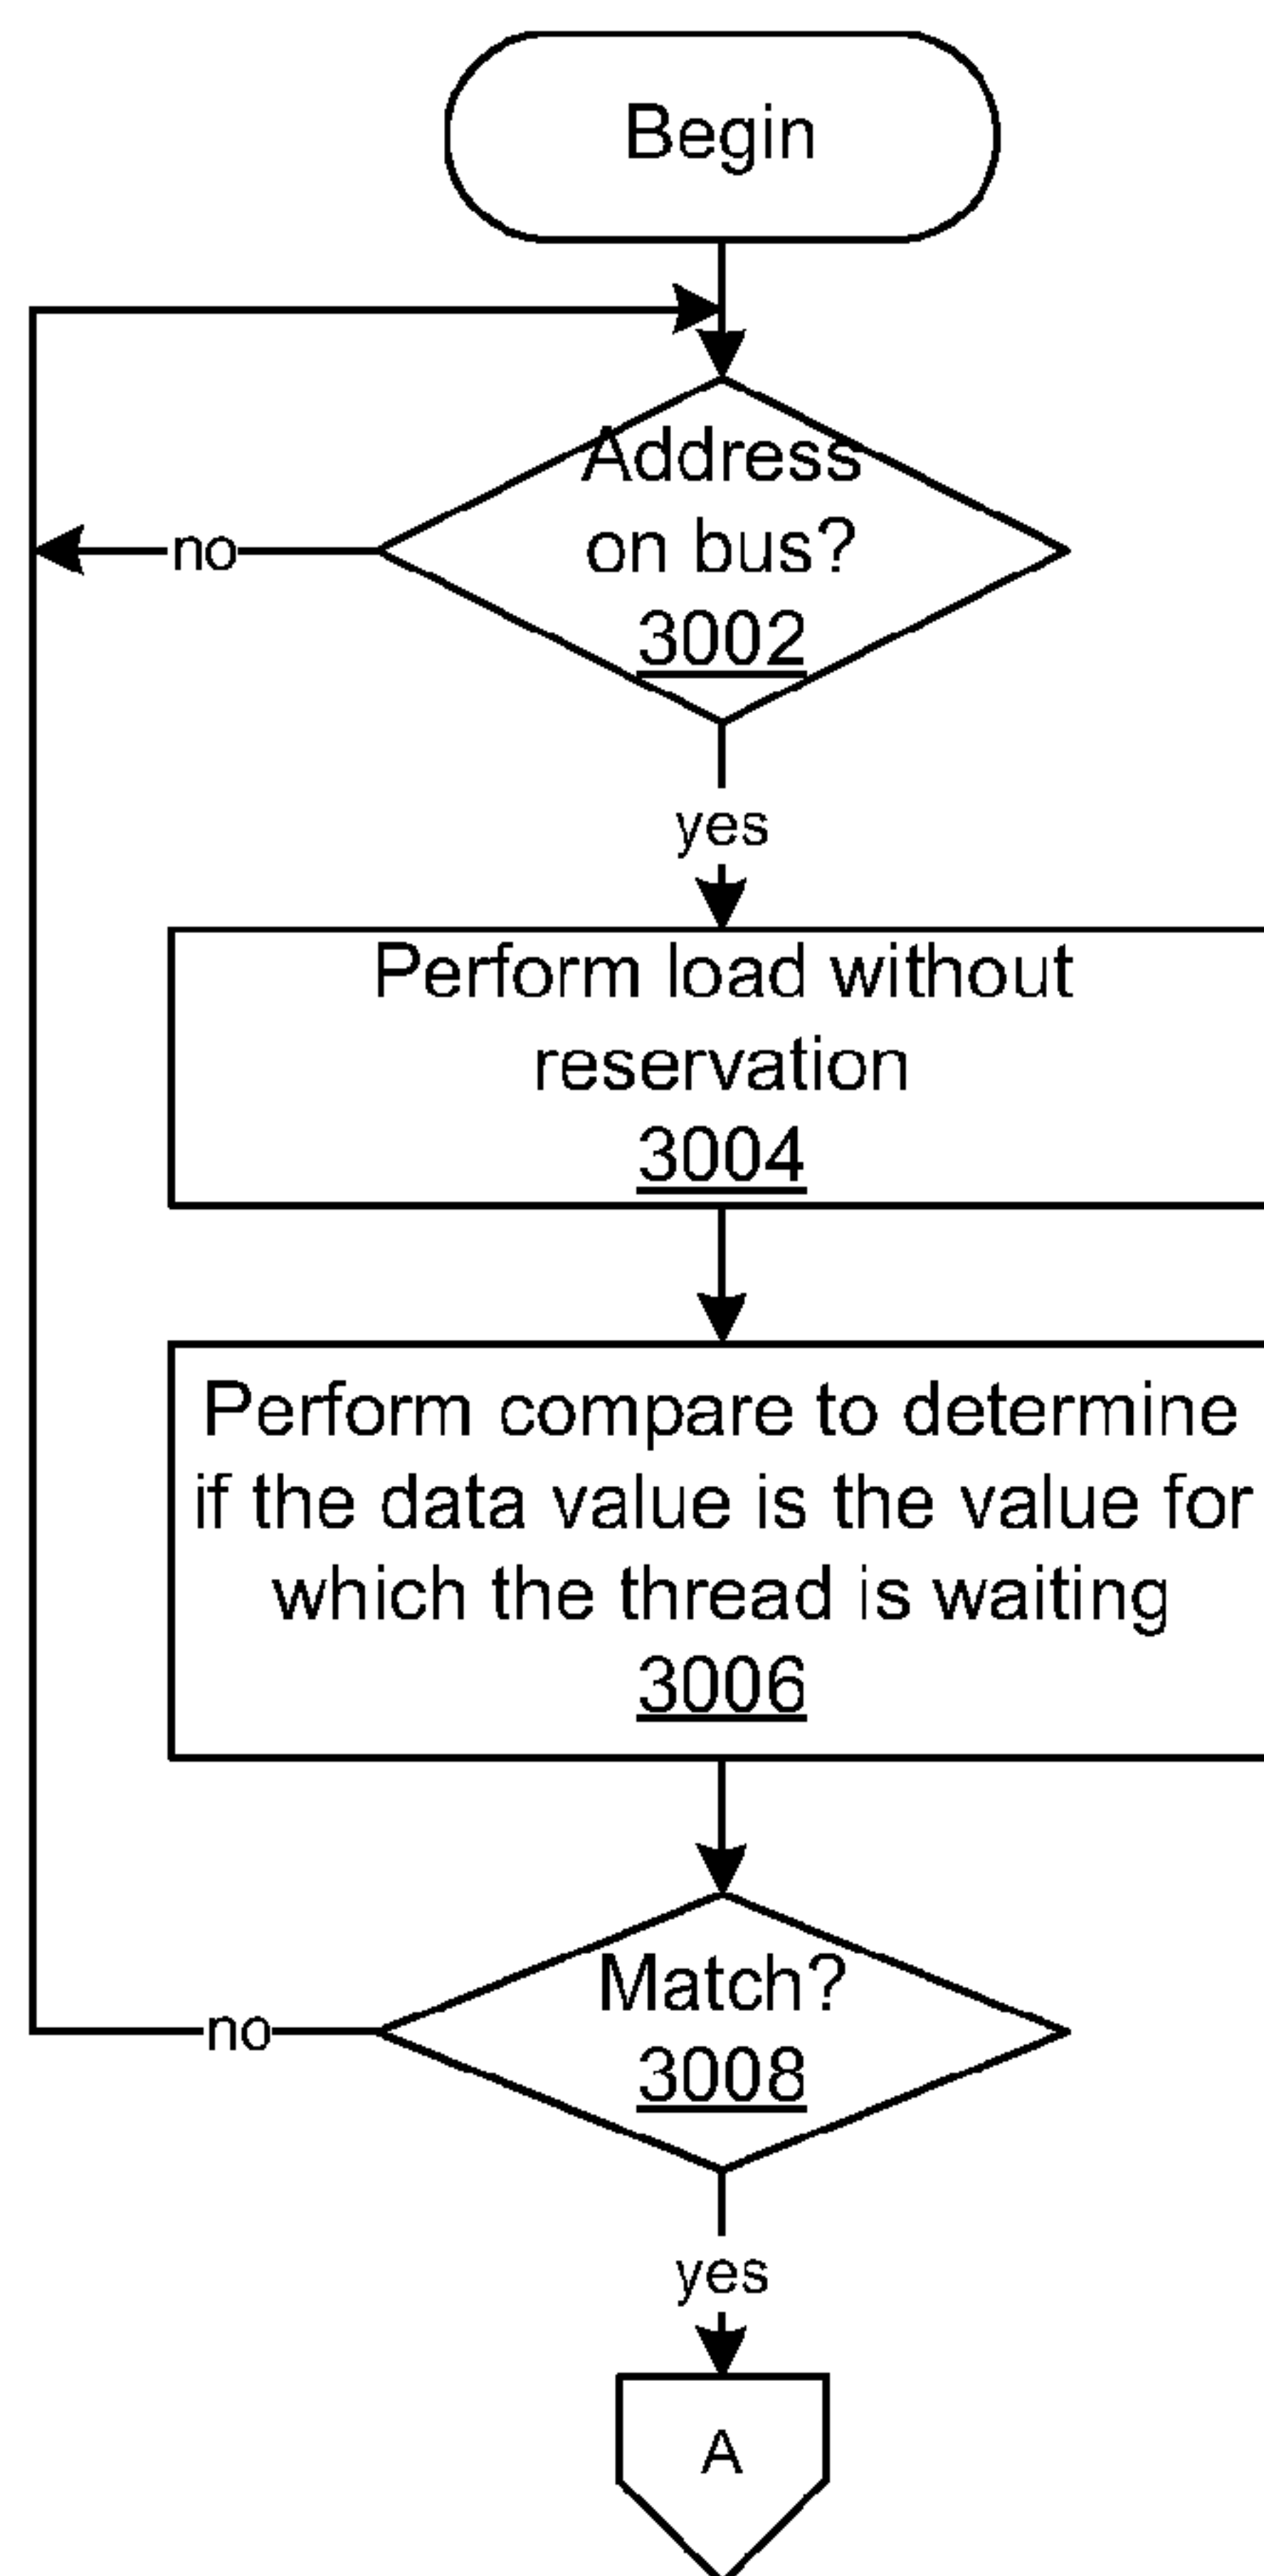 Begin
Address
on bus?
3002
no
yes
Perform load without
reservation
3004
Perform compare to determine
if the data value is the value for
which the thread is waiting
3006
Match?
3008
no
yes
A